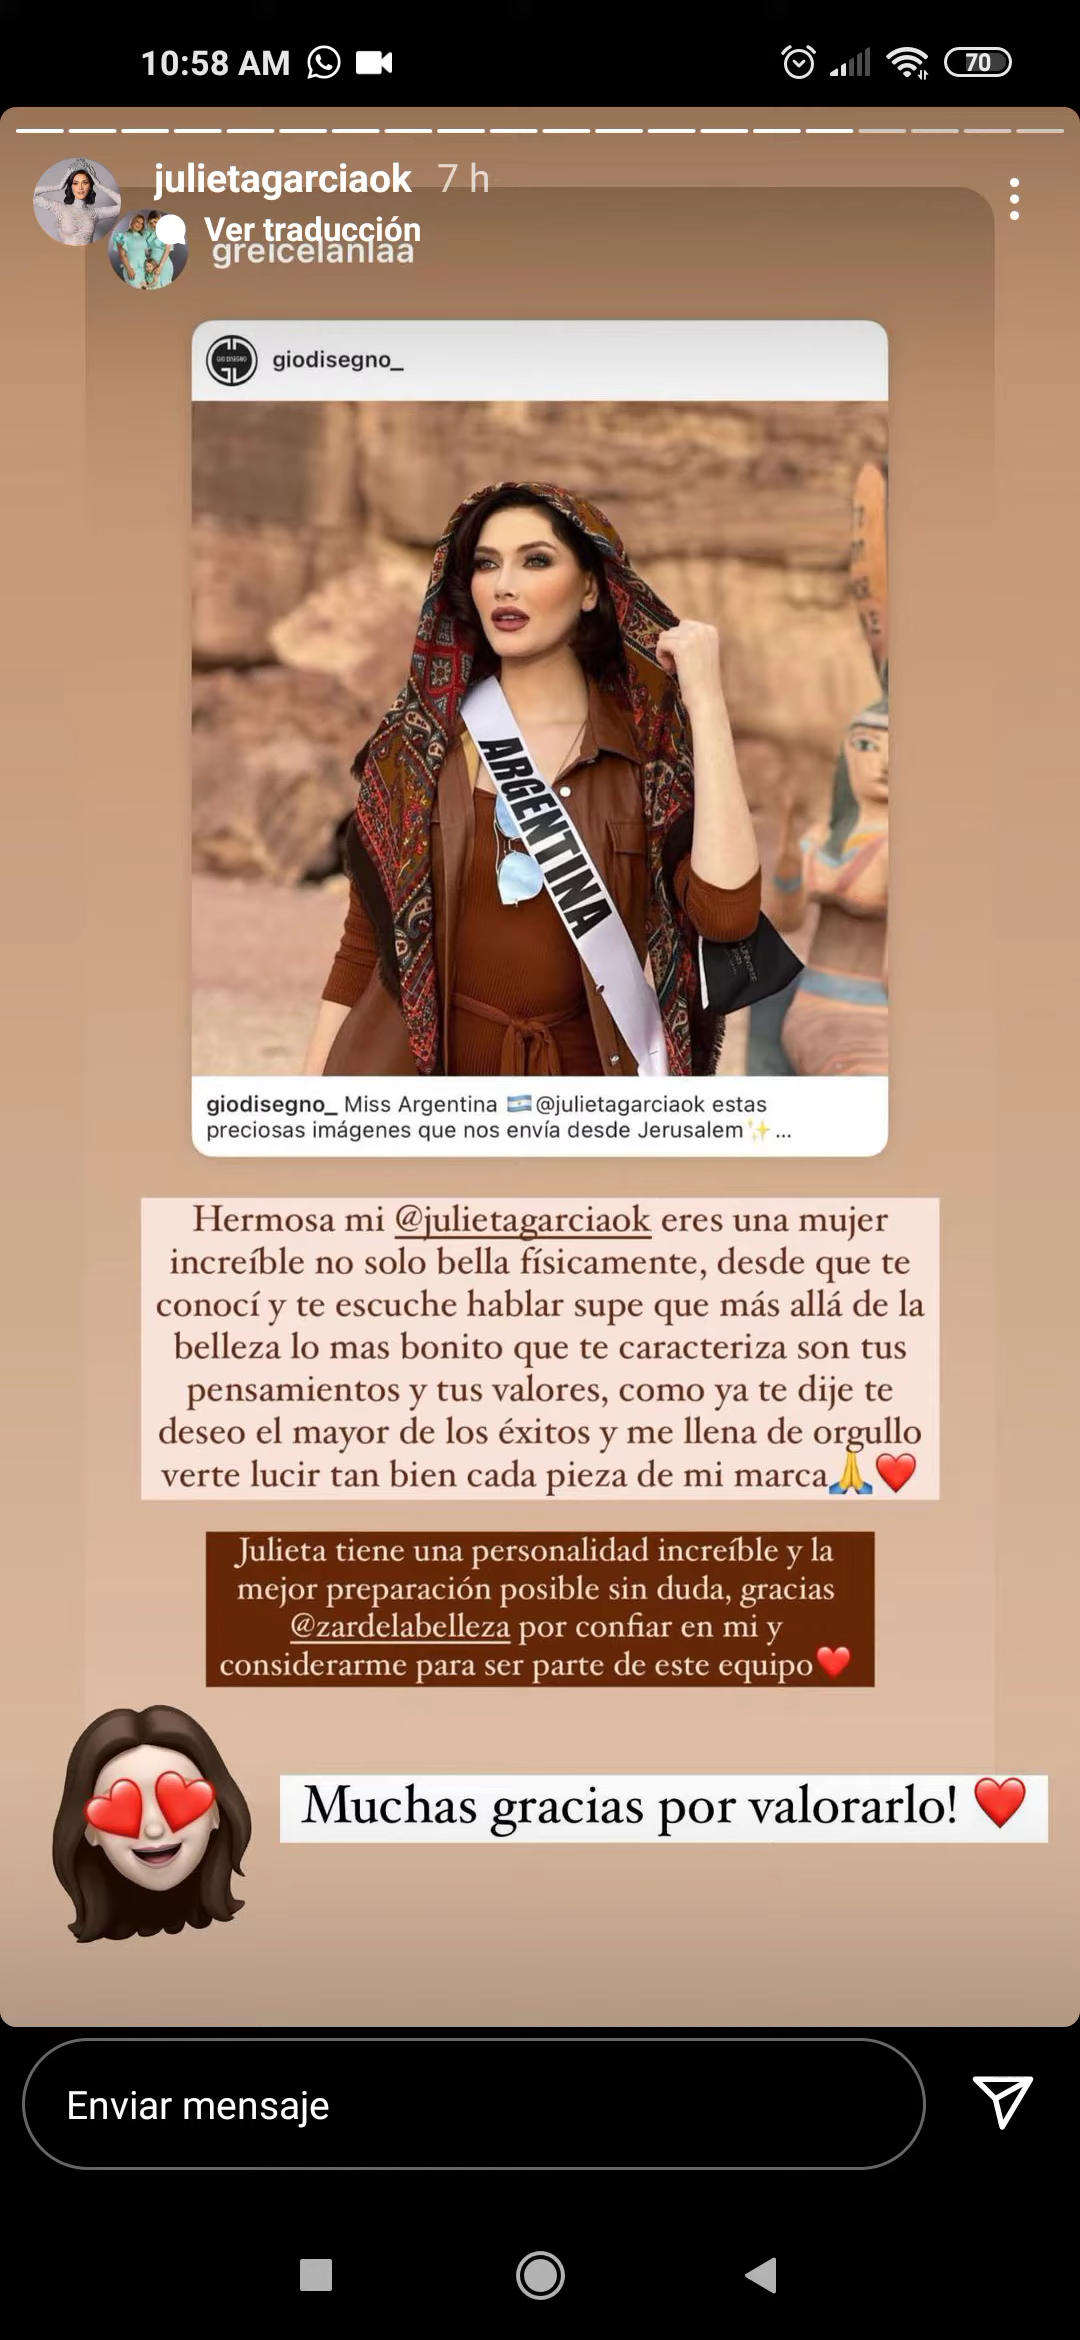 10:58 AM
70
julietagarciaok 7 h
Ver traducción
greicelanlaa
GIO DISEGNO
giodisegno_
ARGENTINA
giodisegno_ Miss Argentina 🇦🇷@julietagarciaok estas
preciosas imágenes que nos envía desde Jerusalem✨ ...
Hermosa mi @julietagarciaok eres una mujer
increíble no solo bella físicamente, desde que te
conocí y te escuche hablar supe que más allá de la
belleza lo mas bonito que te caracteriza son tus
pensamientos y tus valores, como ya te dije te
deseo el mayor de los éxitos y me llena de orgullo
verte lucir tan bien cada pieza de mi marca🙏❤️
Julieta tiene una personalidad increíble y la
mejor preparación posible sin duda, gracias
@zardelabelleza por confiar en mi y
considerarme para ser parte de este equipo❤️
Muchas gracias por valorarlo! ❤️
Enviar mensaje